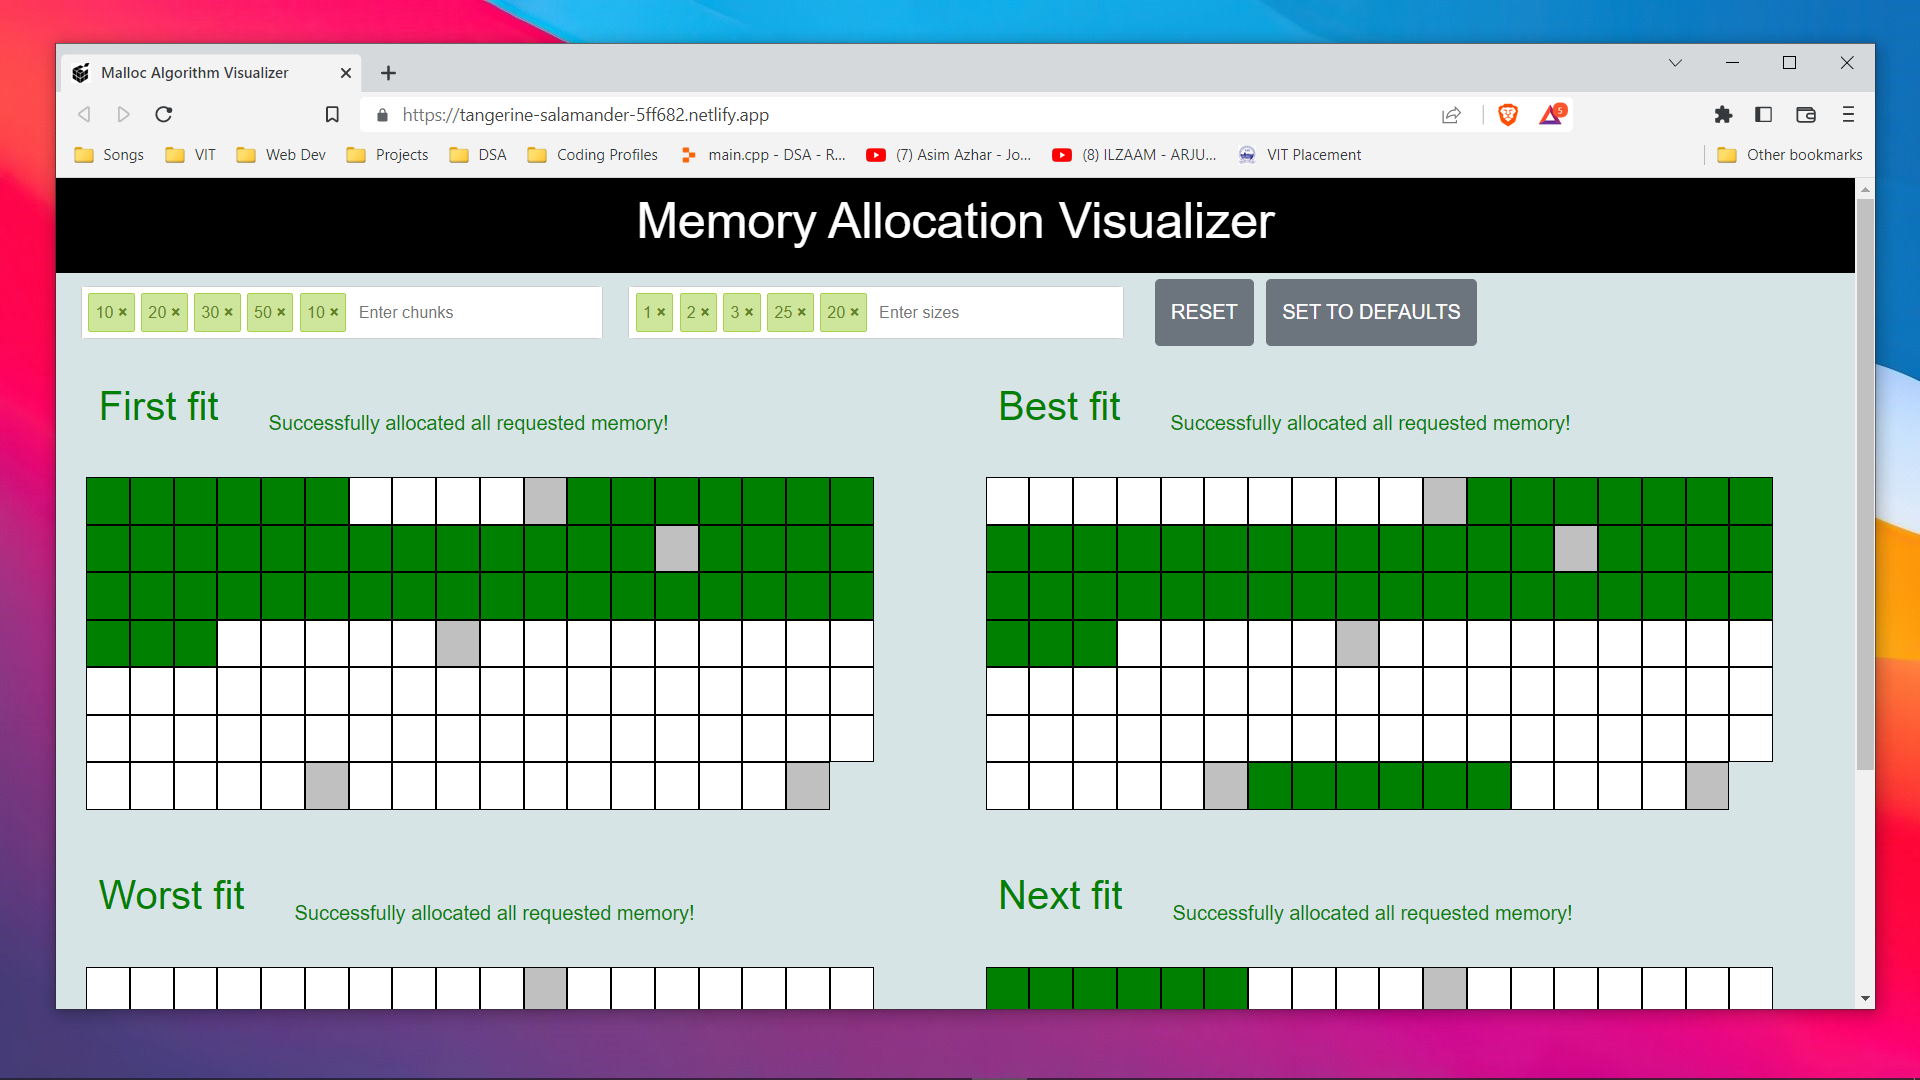 Malloc Algorithm Visualizer
https://tangerine-salamander-5ff682.netlify.app
5
Songs VIT Web Dev Projects DSA Coding Profiles main.cpp - DSA - R... (7) Asim Azhar - Jo... (8) ILZAAM - ARJU... VIT Placement Other bookmarks
Memory Allocation Visualizer
10 × 20 × 30 × 50 × 10 × Enter chunks 1 × 2 × 3 × 25 × 20 × Enter sizes RESET SET TO DEFAULTS
First fit Successfully allocated all requested memory!
Best fit Successfully allocated all requested memory!
Worst fit Successfully allocated all requested memory!
Next fit Successfully allocated all requested memory!